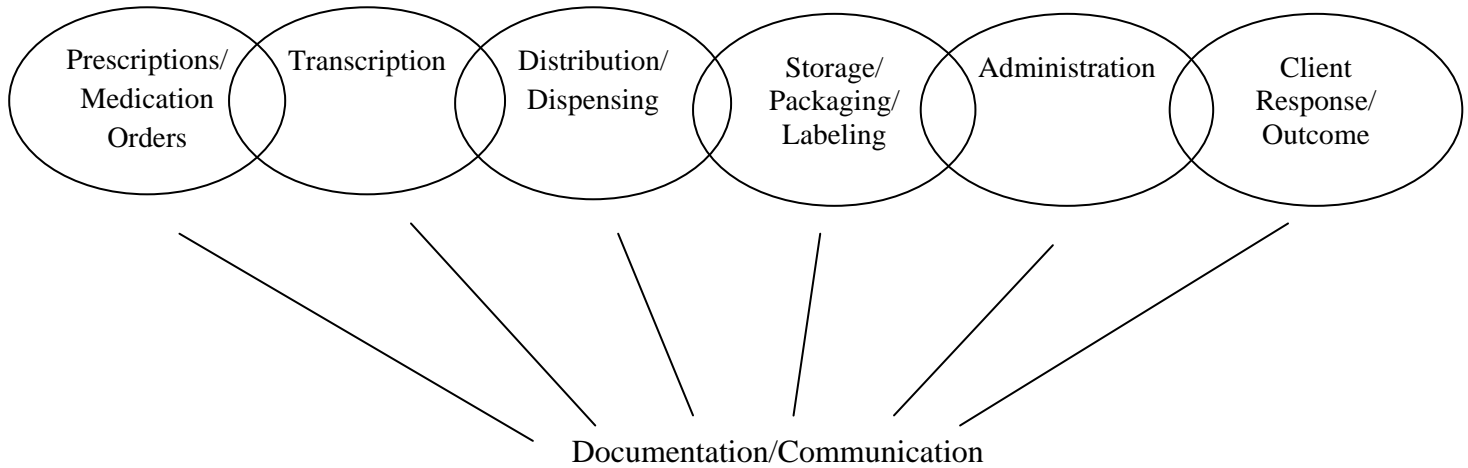 Prescriptions/
Medication
Orders
Transcription
Distribution/
Dispensing
Storage/
Packaging/
Labeling
Administration
Client
Response/
Outcome
Documentation/Communication